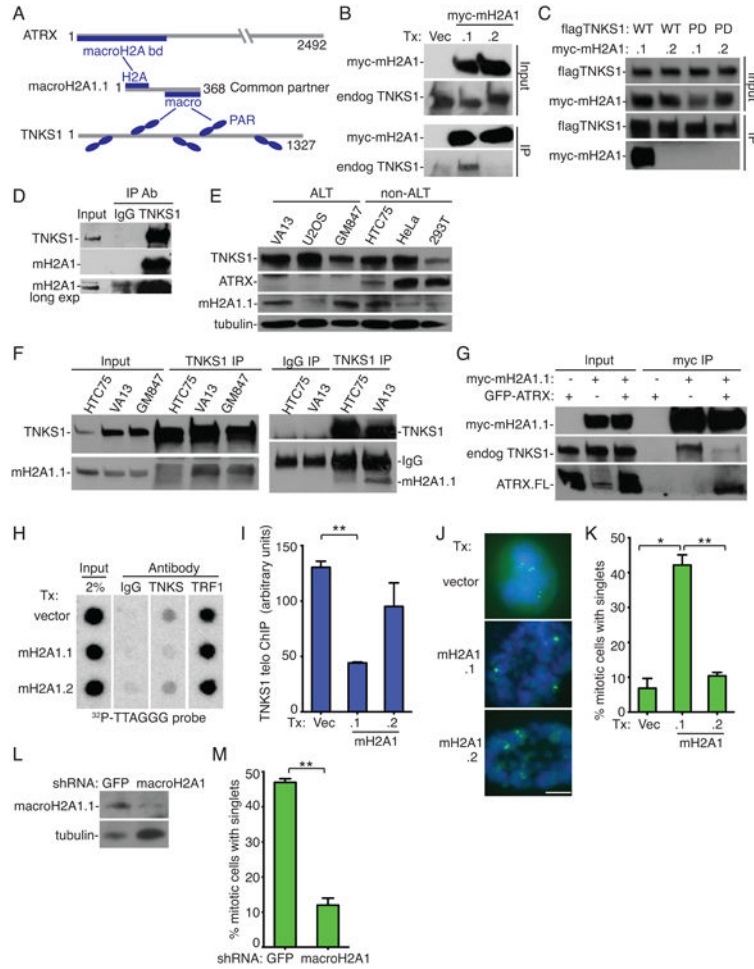 A
ATRX 1
2492
macroH2A bd
H2A
macroH2A1.1 1
368 Common partner
macro
PAR
TNKS1 1
1327
B
myc-mH2A1
Tx: Vec .1 .2
myc-mH2A1-
endog TNKS1-
Input
myc-mH2A1-
endog TNKS1-
IP
C
flagTNKS1: WT WT PD PD
myc-mH2A1: .1 .2 .1 .2
flagTNKS1-
myc-mH2A1-
Input
flagTNKS1-
myc-mH2A1-
IP
D
IP Ab
Input IgG TNKS1
TNKS1-
mH2A1-
mH2A1-
long exp
E
ALT non-ALT
VA13 U2OS GM847 HTC75 HeLa 293T
TNKS1-
ATRX-
mH2A1.1-
tubulin-
F
Input TNKS1 IP
HTC75 VA13 GM847 HTC75 VA13 GM847
TNKS1-
mH2A1.1-
IgG IP TNKS1 IP
HTC75 VA13 HTC75 VA13
-TNKS1
-IgG
-mH2A1.1
G
Input myc IP
myc-mH2A1.1: - + + - + +
GFP-ATRX: + - + + - +
myc-mH2A1.1-
endog TNKS1-
ATRX.FL-
H
Input Antibody
Tx: 2% IgG TNKS TRF1
vector
mH2A1.1
mH2A1.2
32P-TTAGGG probe
I
TNKS1 telo ChIP (arbitrary units)
150
100
50
0
**
Tx: Vec .1 .2
mH2A1
J
Tx:
vector
mH2A1
.1
mH2A1
.2
K
% mitotic cells with singlets
50
40
30
20
10
0
* **
Tx: Vec .1 .2
mH2A1
L
shRNA: GFP macroH2A1
macroH2A1.1-
tubulin-
M
% mitotic cells with singlets
50
40
30
20
10
0
**
shRNA: GFP macroH2A1